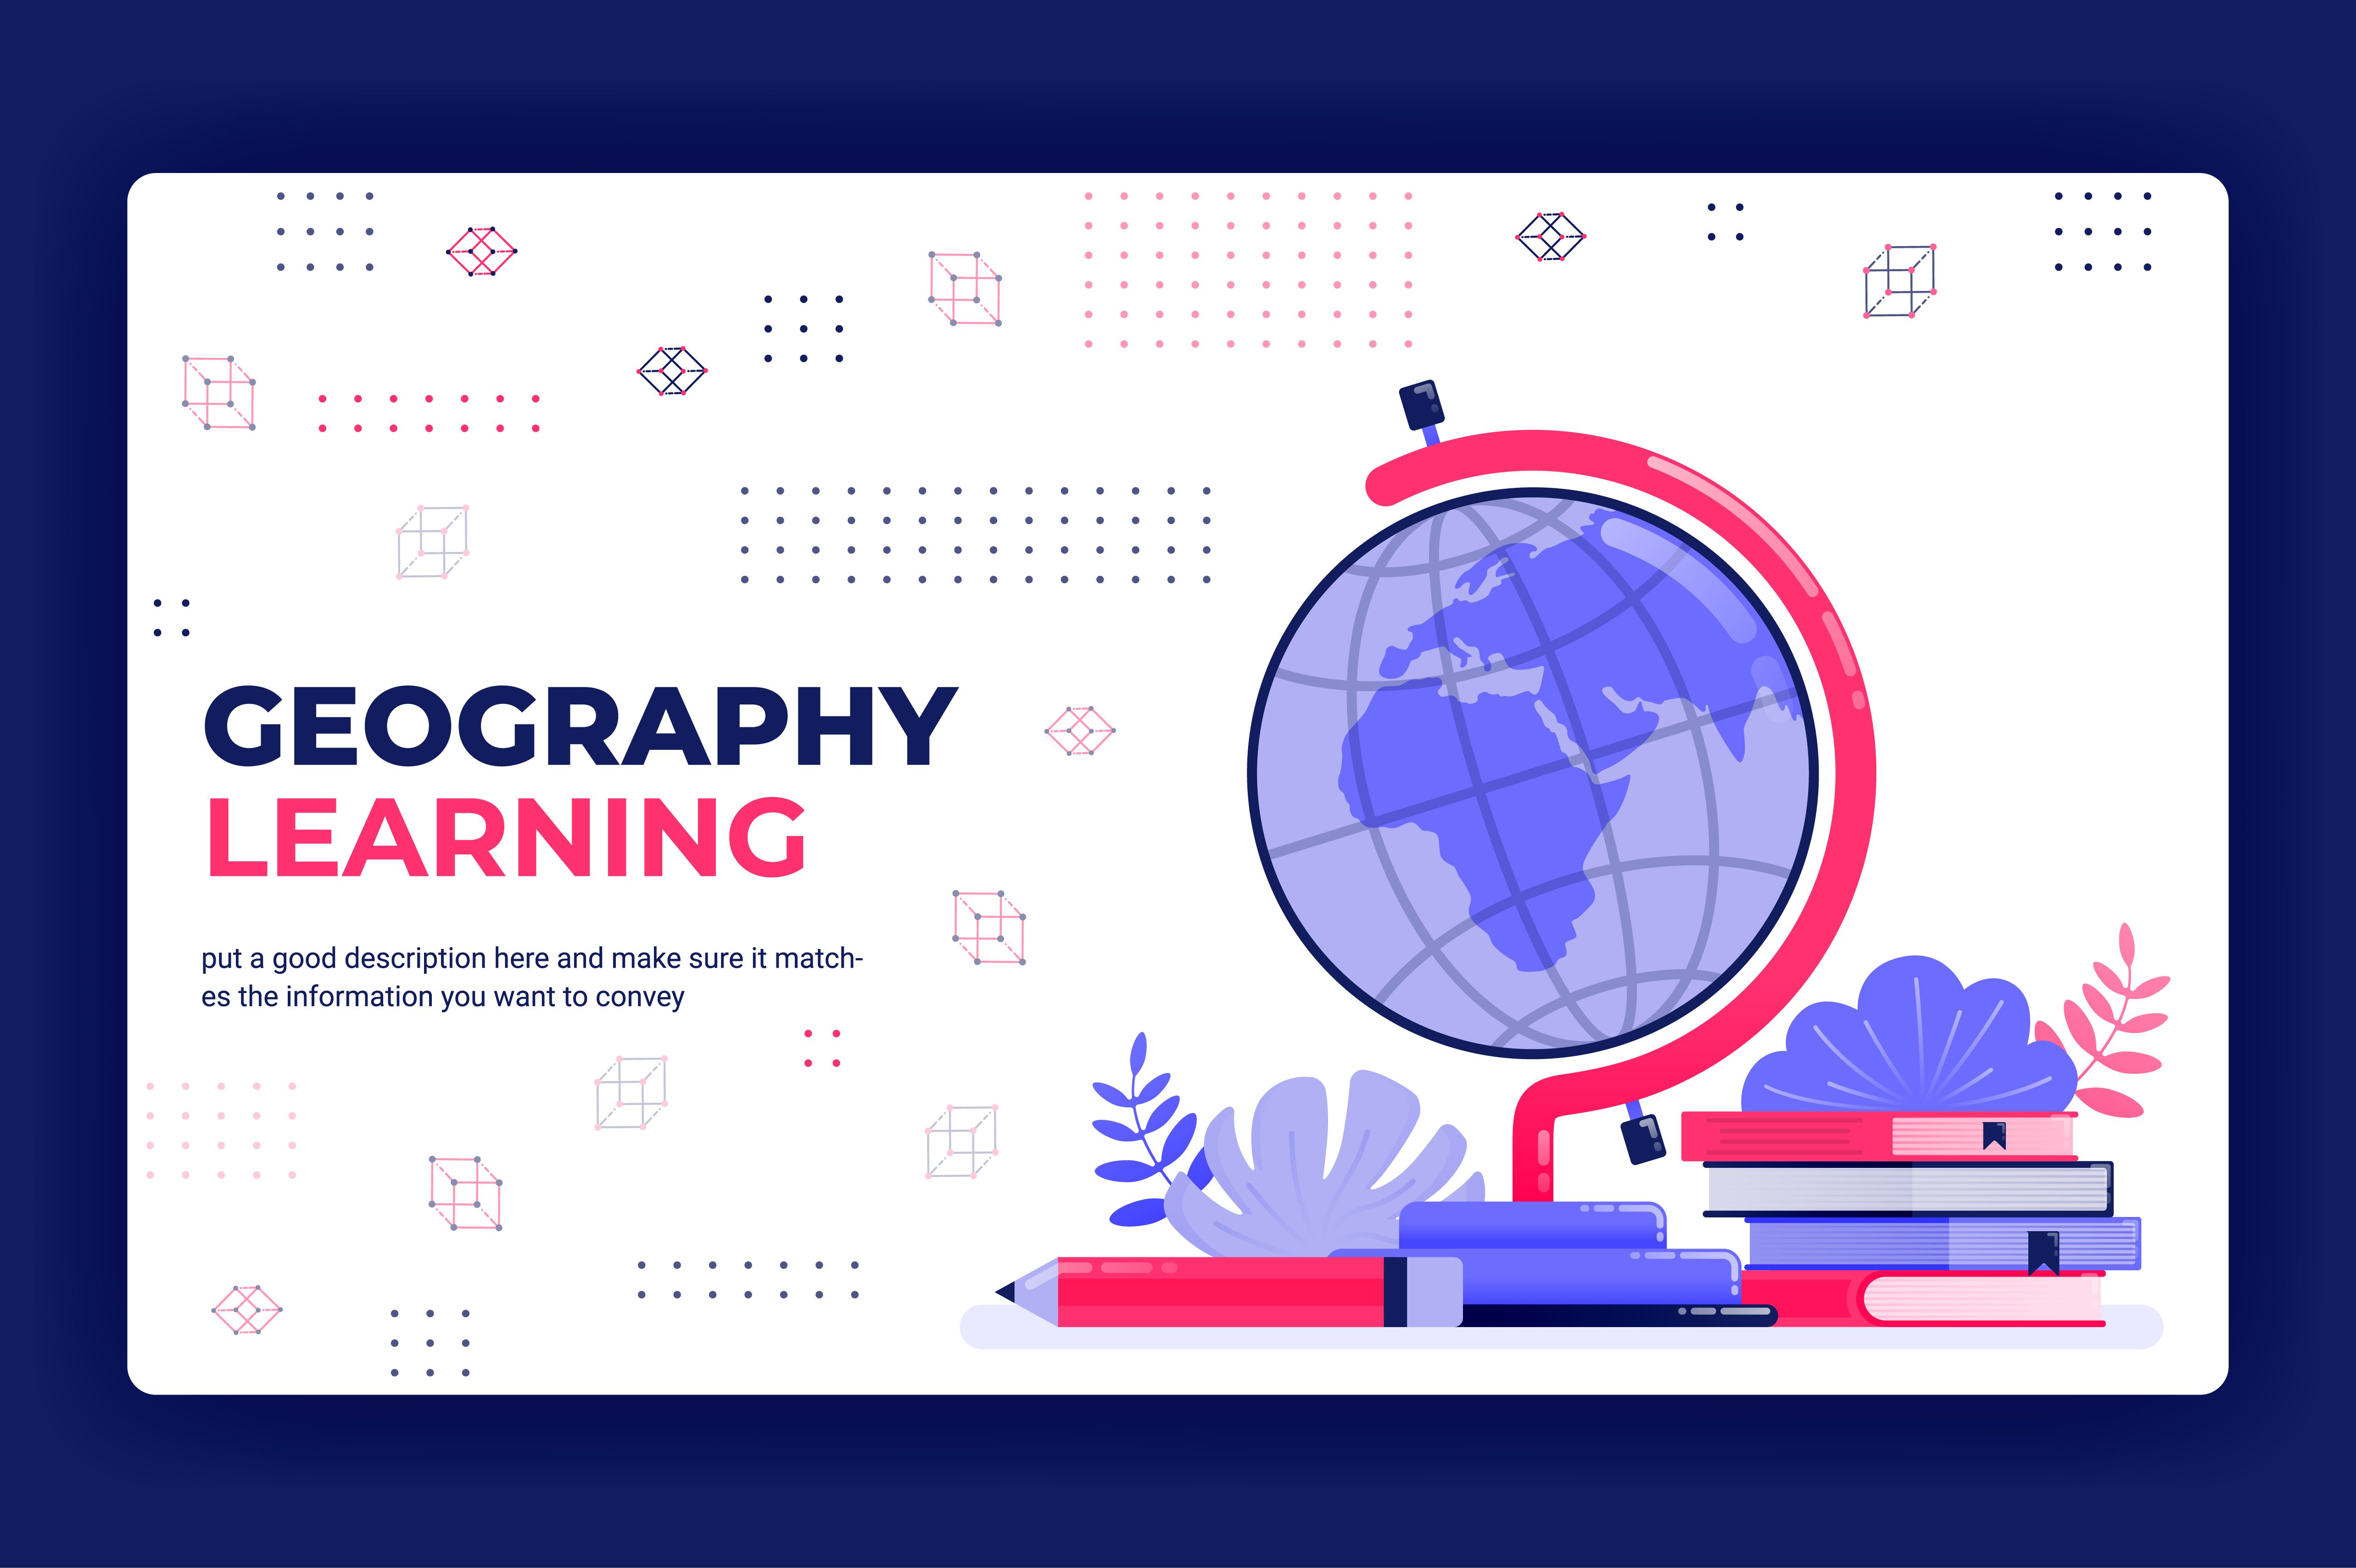 GEOGRAPHY
LEARNING
put a good description here and make sure it match-
es the information you want to convey